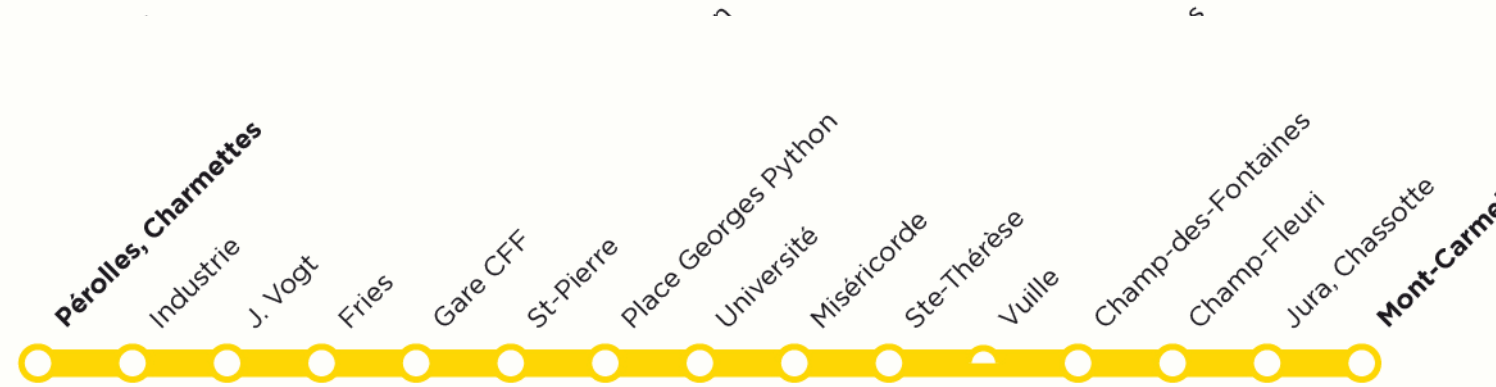 Pérolles, Charmettes
Industrie
J. Vogt
Fries
Gare CFF
St-Pierre
Place Georges Python
Université
Miséricorde
Ste-Thérèse
Vuille
Champ-des-Fontaines
Champ-Fleuri
Jura, Chassotte